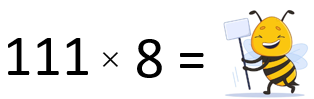 111 × 8 =